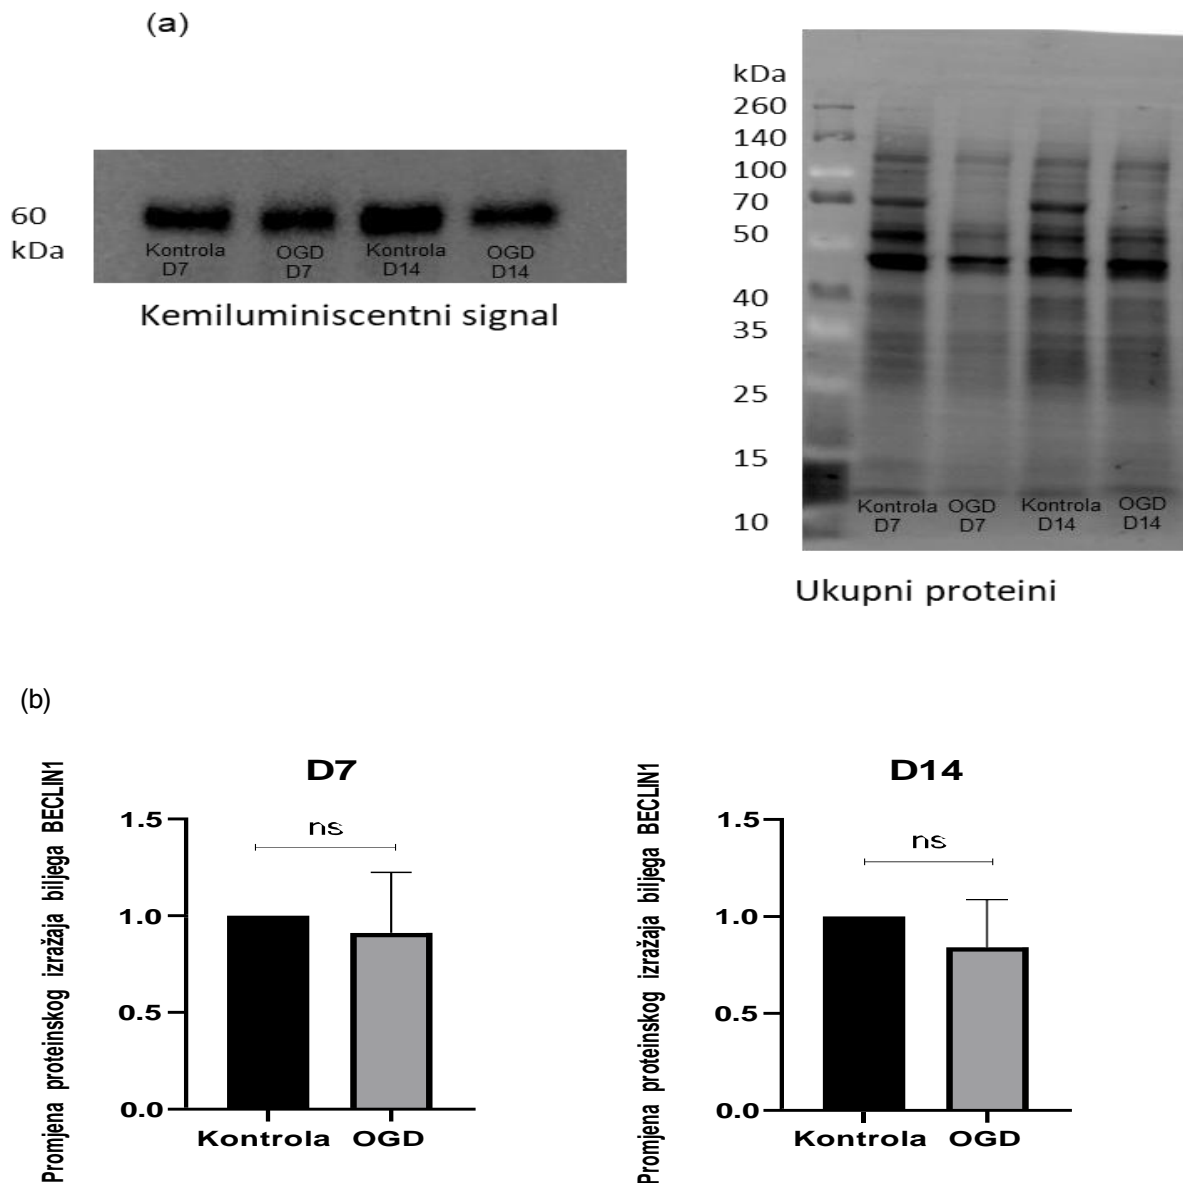 (a)
60
kDa
Kontrola
D7
OGD
D7
Kontrola
D14
OGD
D14
Kemiluminiscentni signal
kDa
260
140
100
70
50
40
35
25
15
10
Kontrola
D7
OGD
D7
Kontrola
D14
OGD
D14
Ukupni proteini
(b)
Promjena proteinskog izražaja biljega BECLIN1
D7
1.5
1.0
0.5
0.0
ns
Kontrola
OGD
Promjena proteinskog izražaja biljega BECLIN1
D14
1.5
1.0
0.5
0.0
ns
Kontrola
OGD